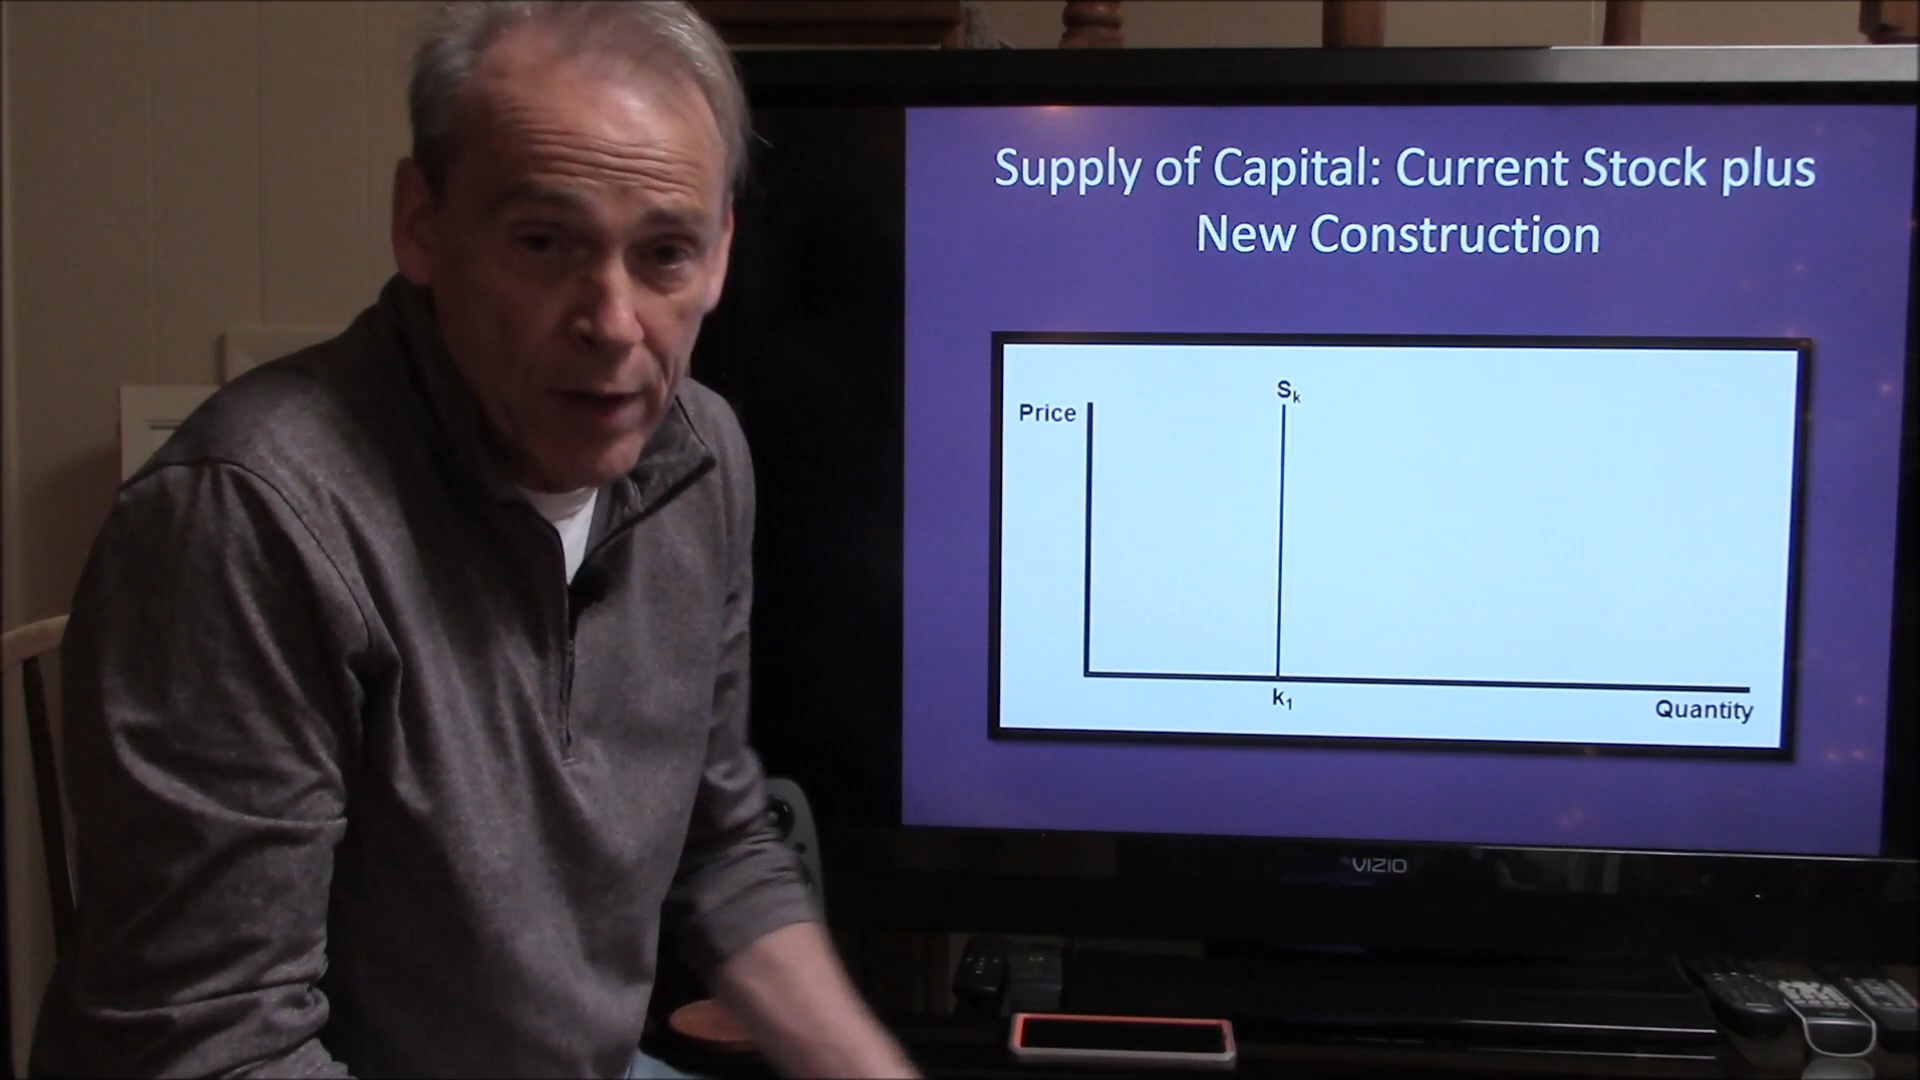 Supply of Capital: Current Stock plus
New Construction
Sk
Price
k1
Quantity
VIZIO